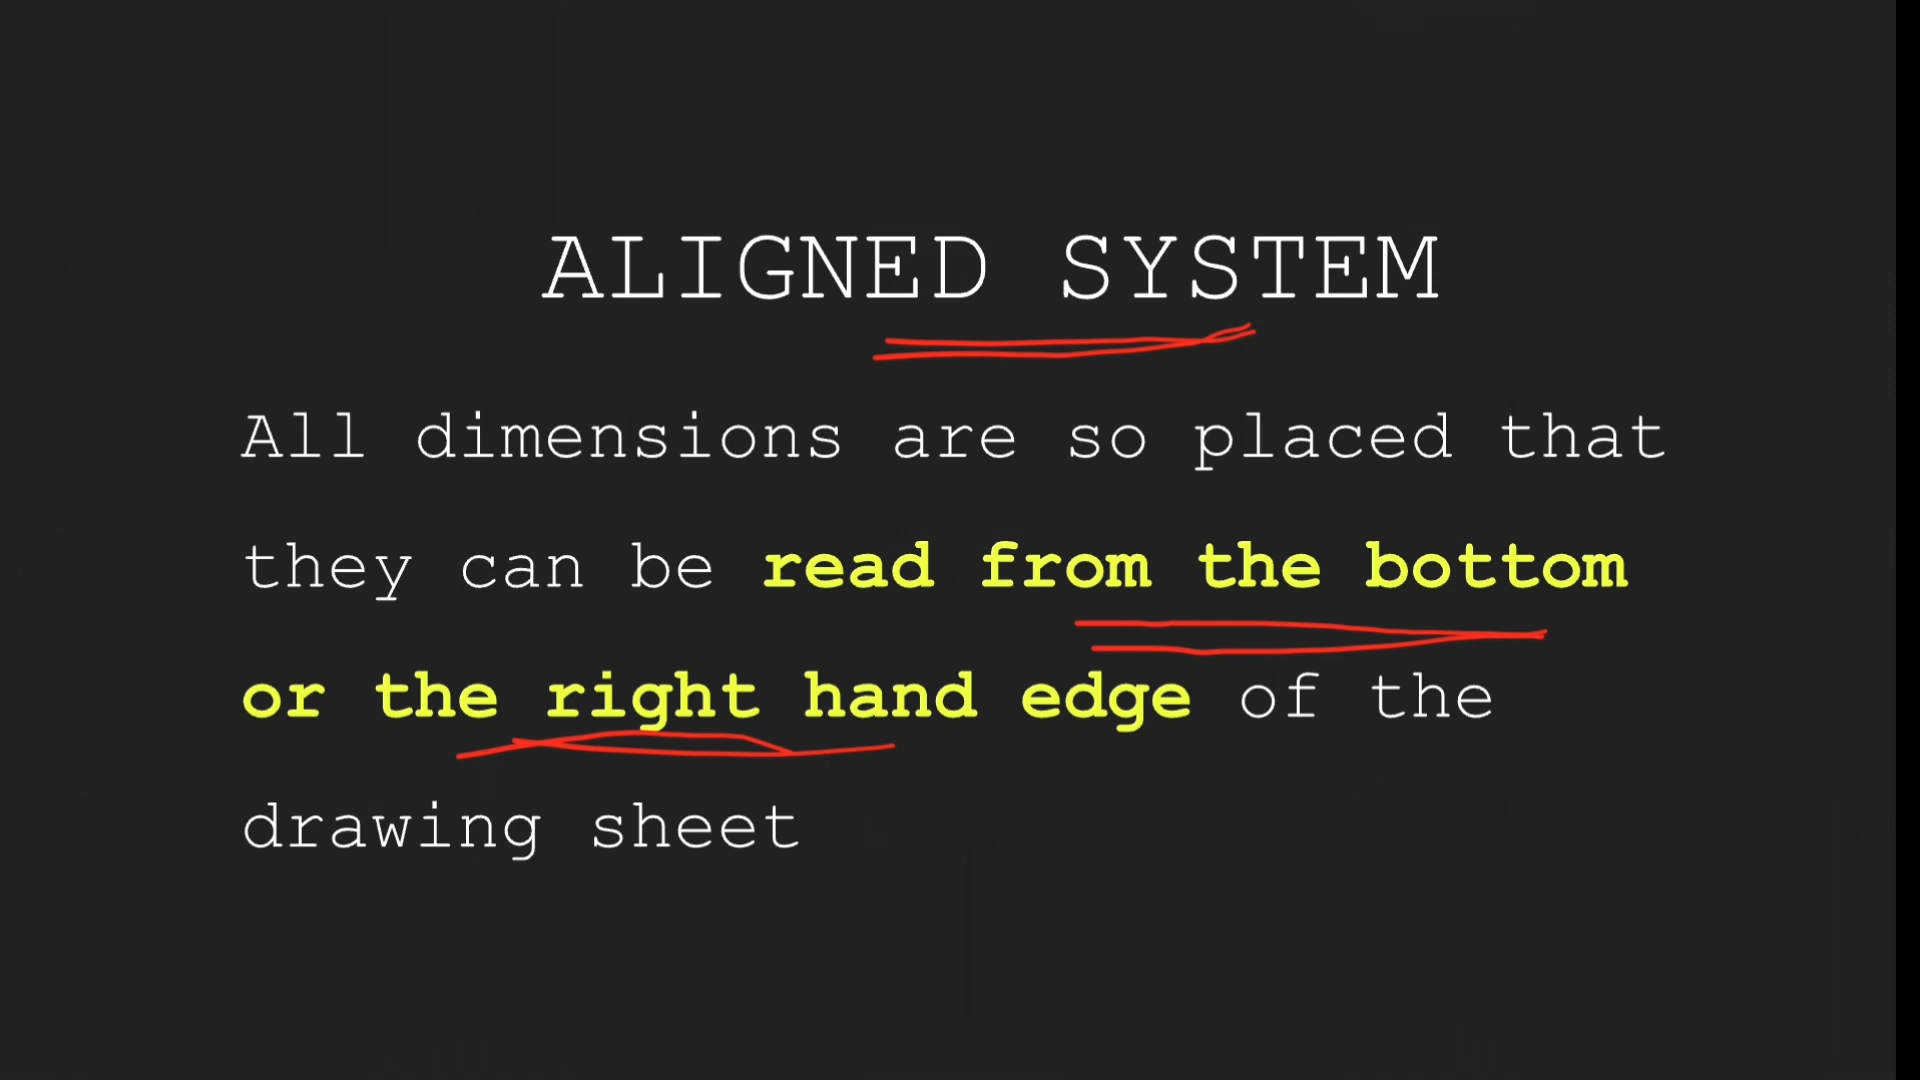 ALIGNED SYSTEM
All dimensions are so placed that
they can be read from the bottom
or the right hand edge of the
drawing sheet